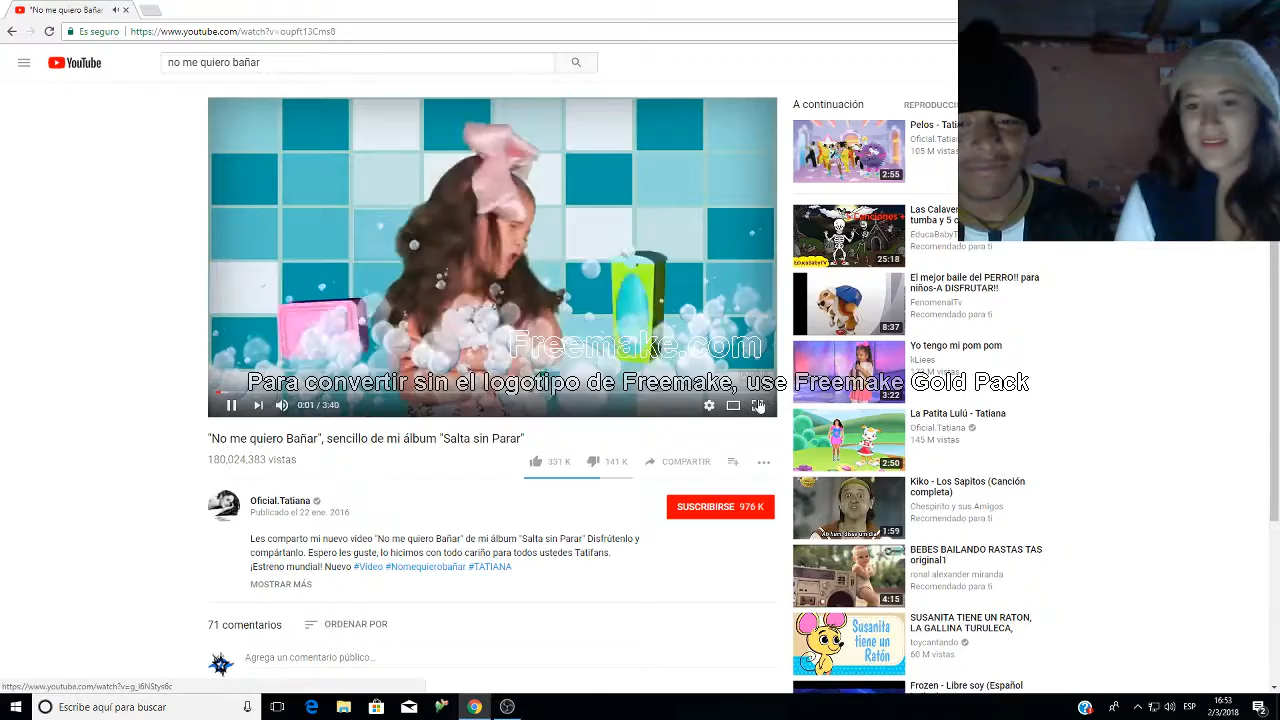 "No me quiero Bañar
Es seguro
https://www.youtube.com/watch?v=oupft13Cms8
YouTube
no me quiero bañar
Freemake.com
Para convertir sin el logotipo de Freemake, use Freemake Gold Pack
0:01 / 3:40
"No me quiero Bañar", sencillo de mi álbum "Salta sin Parar"
180,024,383 vistas
331 K
141 K
COMPARTIR
Oficial.Tatiana
Publicado el 22 ene. 2016
SUSCRIBIRSE 976 K
Les comparto mi nuevo video "No me quiero Bañar" de mi álbum "Salta sin Parar" Disfrútenlo y
compartanlo. Espero les guste, lo hicimos con todo cariño para todos ustedes Tatifans.
¡Estreno mundial! Nuevo #Video #Nomequierobañar #TATIANA
MOSTRAR MÁS
71 comentarios
ORDENAR POR
Agrega un comentario público...
A continuación
REPRODUCCI
Pelos - Tati
Oficial.Tatian
105 M vistas
2:55
Las Calaver
tumba y 5 c
EducaBabyT
Recomendado para ti
5 Canciones +
EducaBabyTV
25:18
El mejor baile del PERRO!! para
niños-A DISFRUTAR!!
FenomenalTv
Recomendado para ti
8:37
Yo tengo mi pom pom
kLiees
3:22
La Patita Lulú - Tatiana
Oficial.Tatiana
145 M vistas
2:50
Kiko - Los Sapitos (Canción
completa)
Chespirito y sus Amigos
Recomendado para ti
1:59
BEBES BAILANDO RASTAS TAS
original1
ronal alexander miranda
Recomendado para ti
4:15
SUSANITA TIENE UN RATON,
LA GALLINA TURULECA,
toycantando
60 M vistas
Susanita
tiene un
Ratón
Frozen - Libre soy (Español
https://www.youtube.com/watch?v=g_I6NStys6c
Escribe aquí para buscar
ESP
16:53
2/3/2018
2